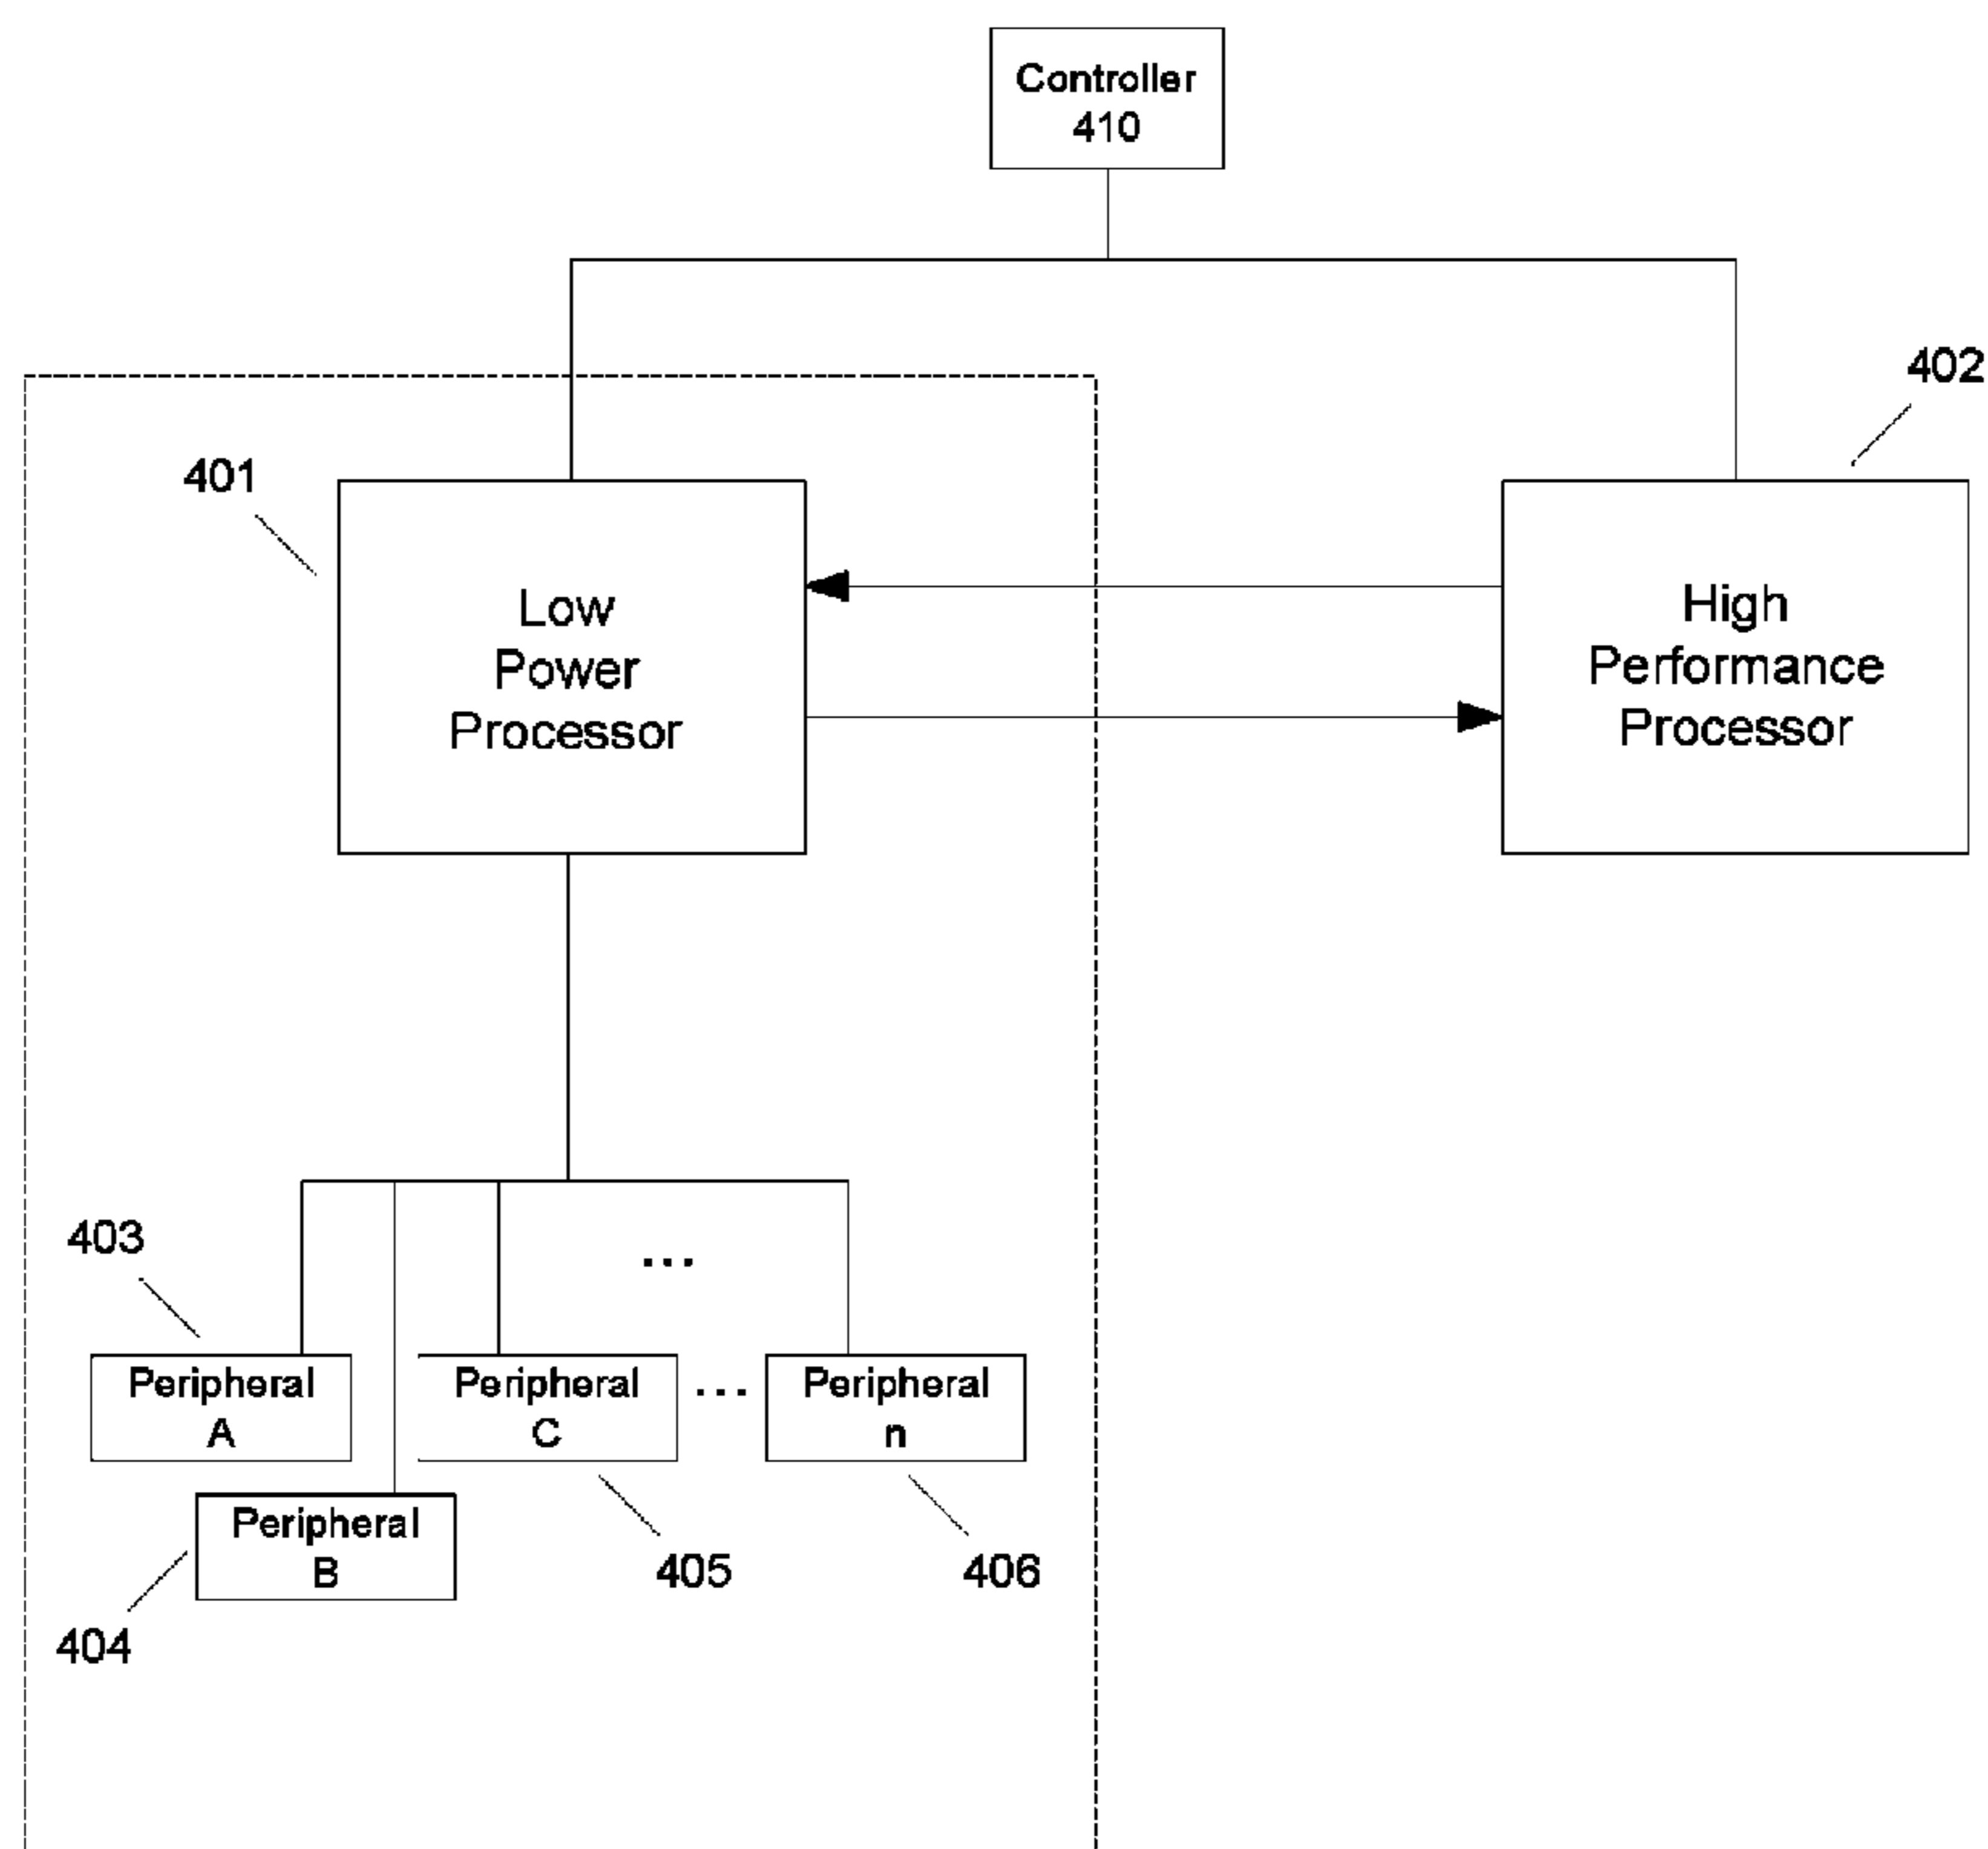 Controller
410
402
401
Low
Power
Processor
High
Performance
Processor
403
...
Peripheral
A
Peripheral
C
...
Peripheral
n
Peripheral
B
405
406
404